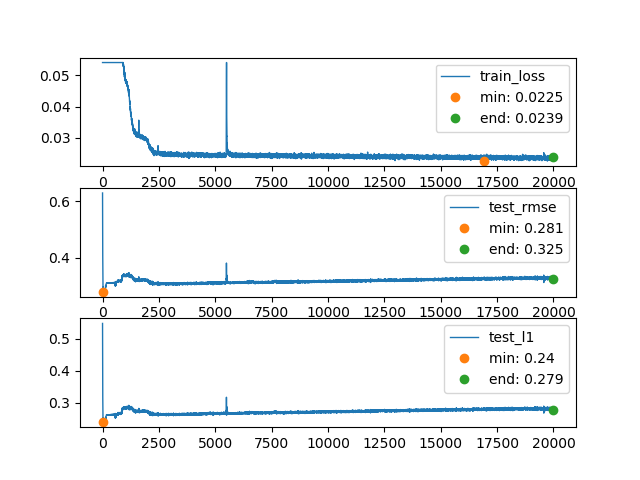 train_loss
min: 0.0225
end: 0.0239
0.05
0.04
0.03
0 2500 5000 7500 10000 12500 15000 17500 20000
test_rmse
min: 0.281
end: 0.325
0.6
0.4
0 2500 5000 7500 10000 12500 15000 17500 20000
test_l1
min: 0.24
end: 0.279
0.5
0.4
0.3
0 2500 5000 7500 10000 12500 15000 17500 20000